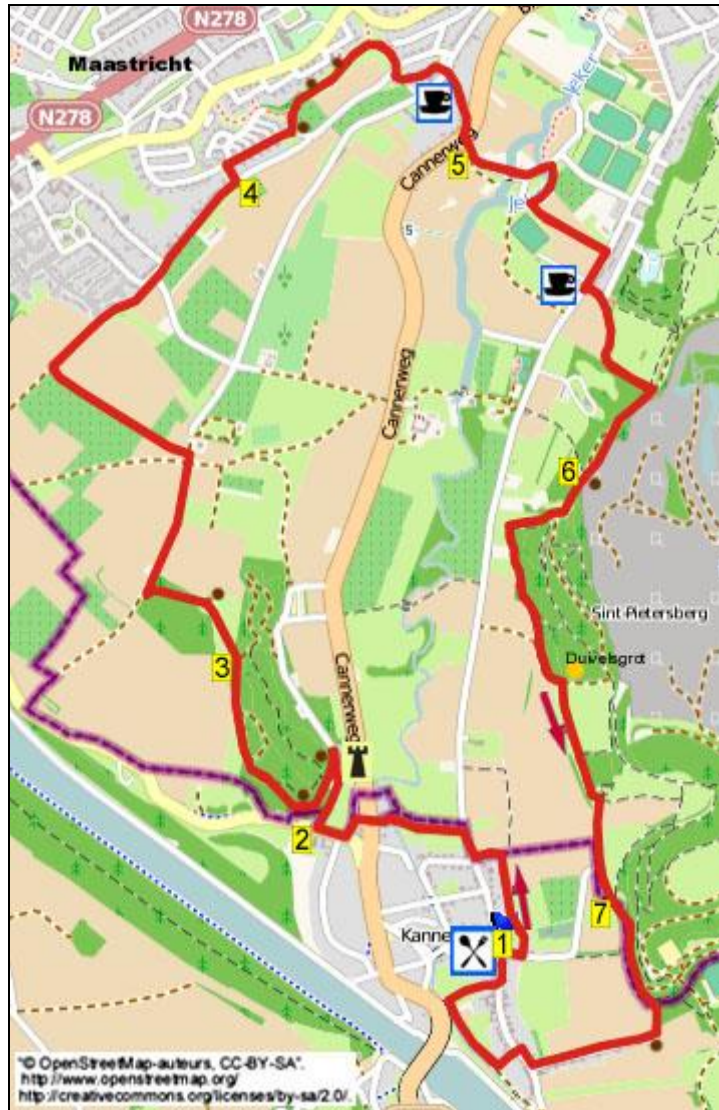 N278
Maastricht
N278
Jeker
Cannerweg
5
4
5
Cannerweg
6
Sint-Pietersberg
Duivelsgrot
3
Cannerweg
2
7
Kanne
1
"© OpenStreetMap-auteurs, CC-BY-SA".
http://www.openstreetmap.org/
http://creativecommons.org/licenses/by-sa/2.0/.